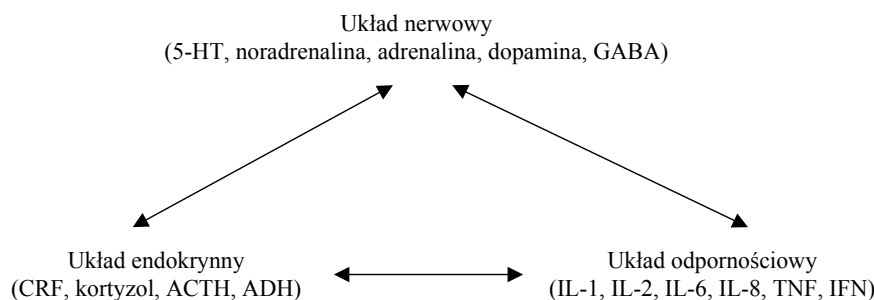 Układ nerwowy
(5-HT, noradrenalina, adrenalina, dopamina, GABA)
Układ endokrynny
(CRF, kortyzol, ACTH, ADH)
Układ odpornościowy
(IL-1, IL-2, IL-6, IL-8, TNF, IFN)